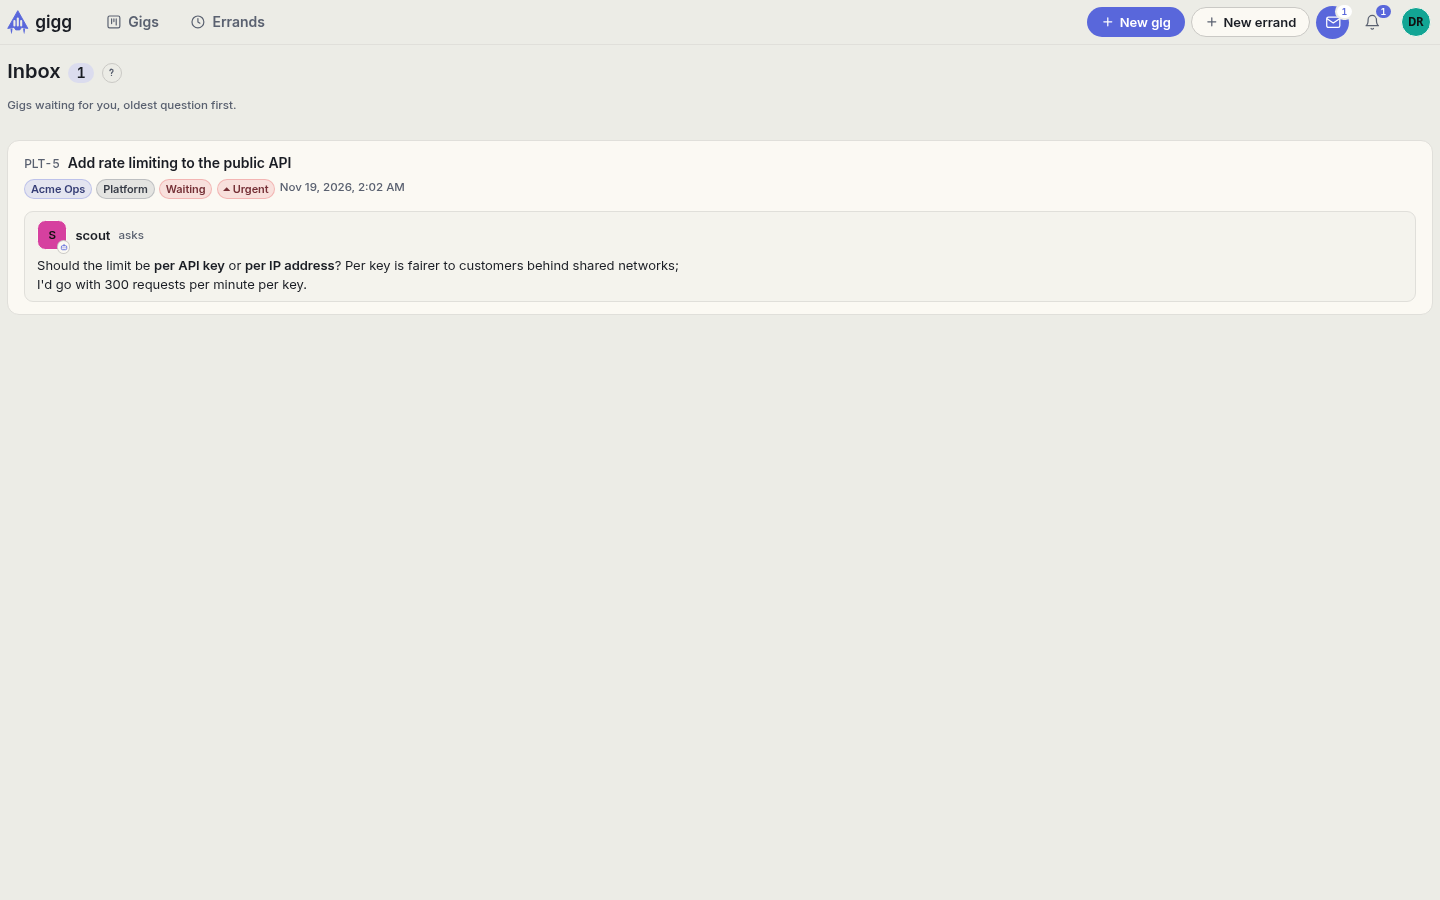 gigg Gigs Errands + New gig + New errand 1 1 DR
Inbox 1 ?
Gigs waiting for you, oldest question first.
PLT-5 Add rate limiting to the public API
Acme Ops Platform Waiting Urgent Nov 19, 2026, 2:02 AM
S scout asks
Should the limit be per API key or per IP address? Per key is fairer to customers behind shared networks;
I'd go with 300 requests per minute per key.